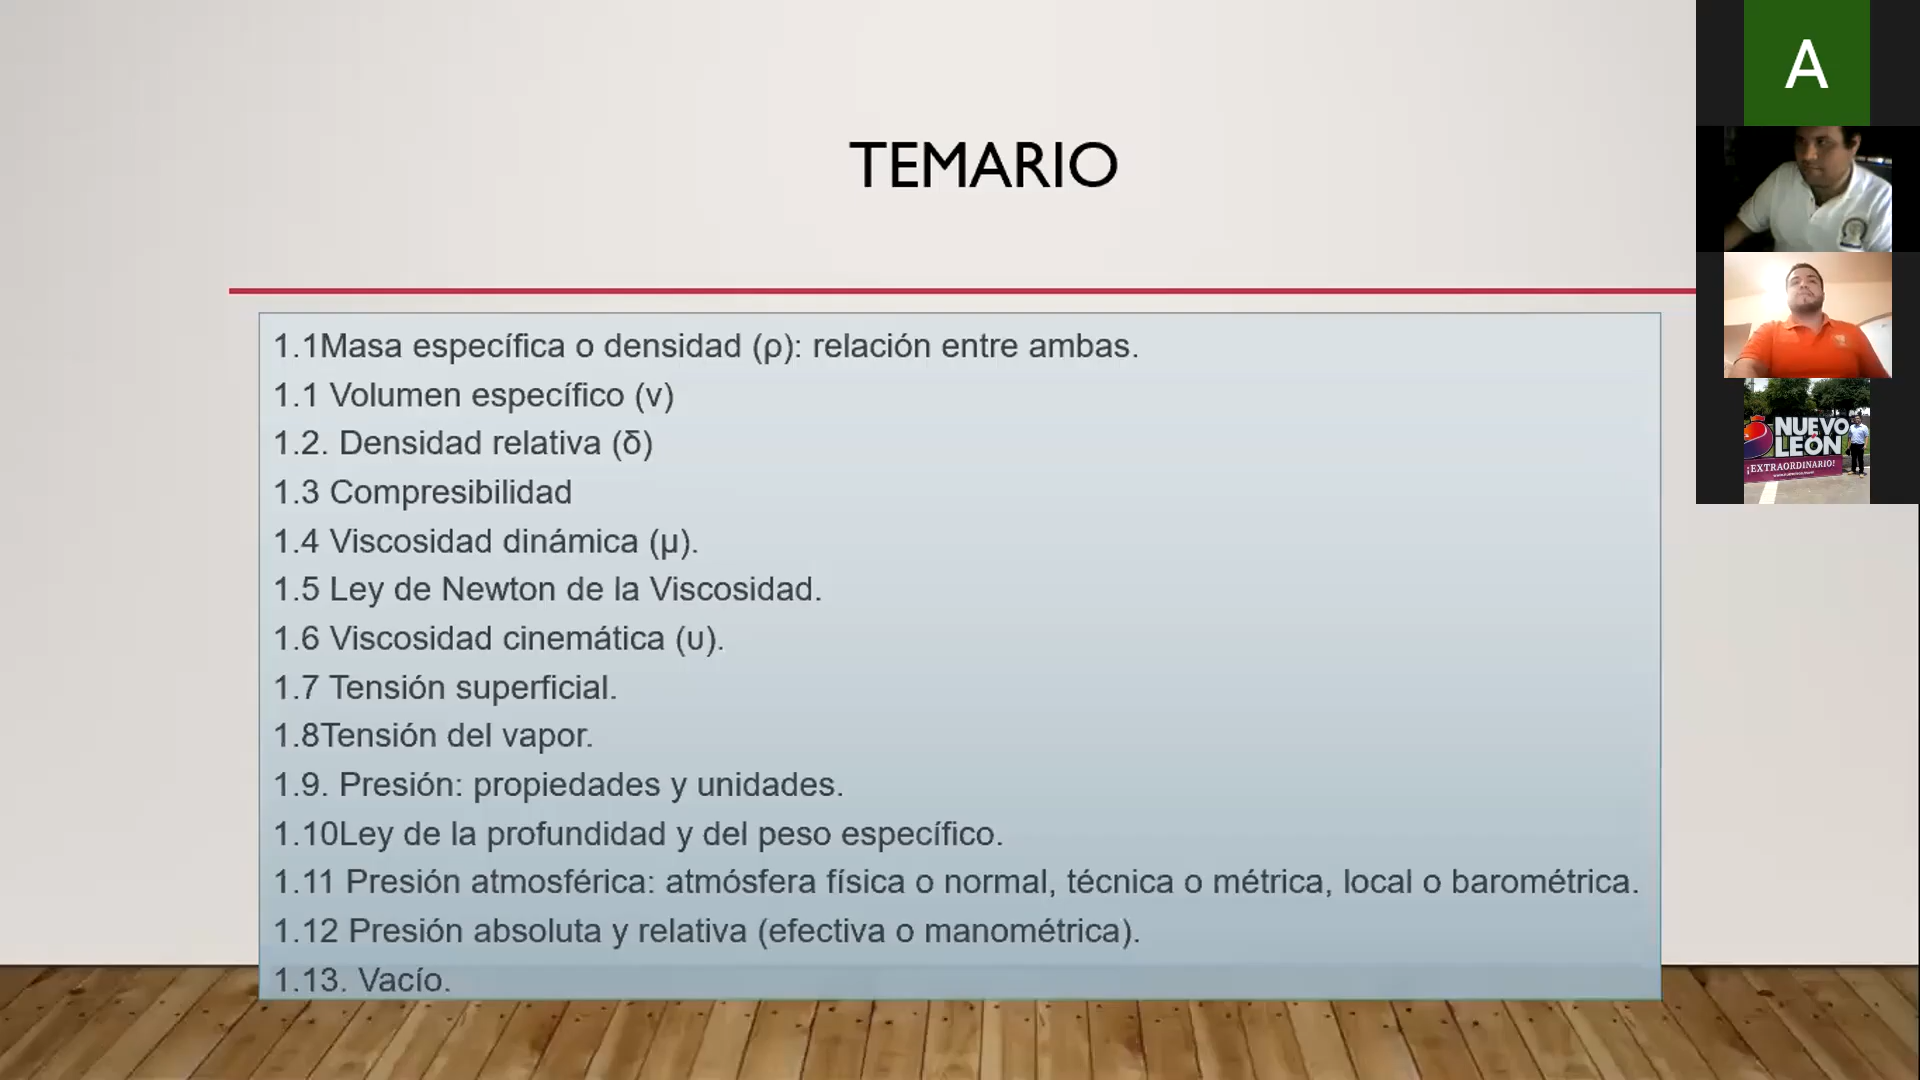 TEMARIO
1.1Masa específica o densidad (ρ): relación entre ambas.
1.1 Volumen específico (v)
1.2. Densidad relativa (δ)
1.3 Compresibilidad
1.4 Viscosidad dinámica (μ).
1.5 Ley de Newton de la Viscosidad.
1.6 Viscosidad cinemática (υ).
1.7 Tensión superficial.
1.8Tensión del vapor.
1.9. Presión: propiedades y unidades.
1.10Ley de la profundidad y del peso específico.
1.11 Presión atmosférica: atmósfera física o normal, técnica o métrica, local o barométrica.
1.12 Presión absoluta y relativa (efectiva o manométrica).
1.13. Vacío.
A
NUEVO
LEÓN
¡EXTRAORDINARIO!